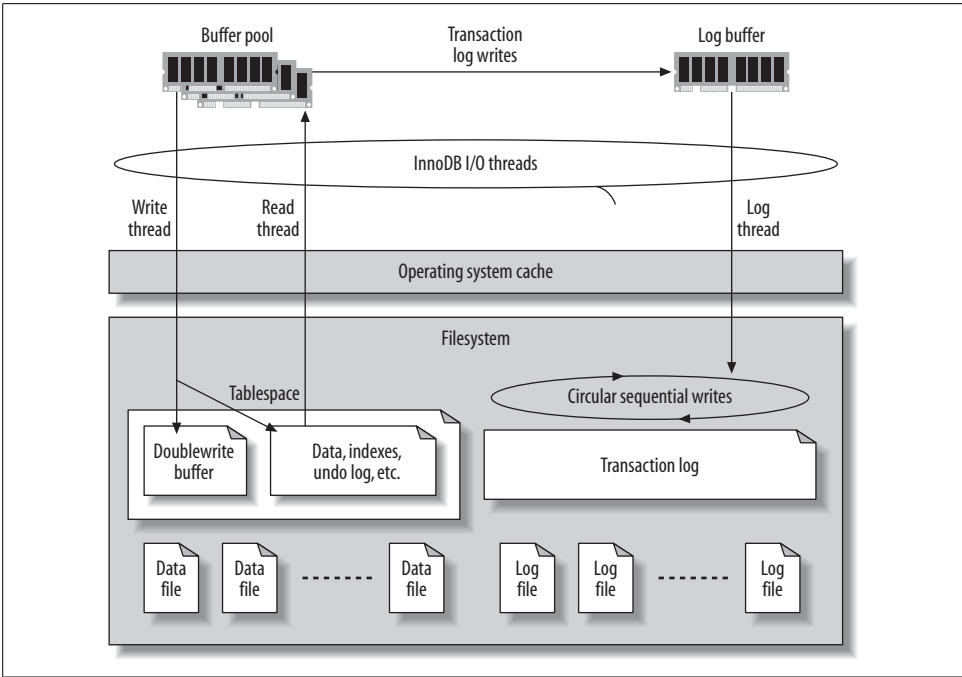 Buffer pool
Transaction
log writes
Log buffer
InnoDB I/O threads
Write
thread
Read
thread
Log
thread
Operating system cache
Filesystem
Tablespace
Circular sequential writes
Doublewrite
buffer
Data, indexes,
undo log, etc.
Transaction log
Data
file
Data
file
Data
file
Log
file
Log
file
Log
file